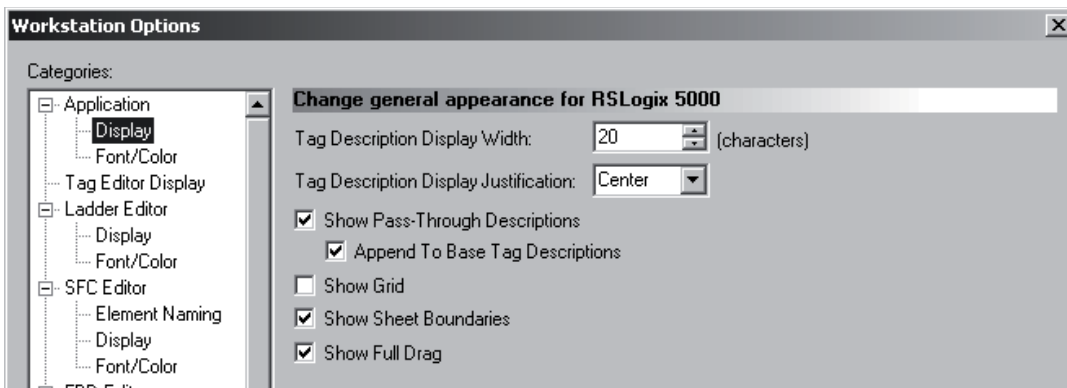 Workstation Options
Categories:
Application
Display
Font/Color
Tag Editor Display
Ladder Editor
Display
Font/Color
SFC Editor
Element Naming
Display
Font/Color
Change general appearance for RSLogix 5000
Tag Description Display Width: 20 (characters)
Tag Description Display Justification: Center
Show Pass-Through Descriptions
Append To Base Tag Descriptions
Show Grid
Show Sheet Boundaries
Show Full Drag